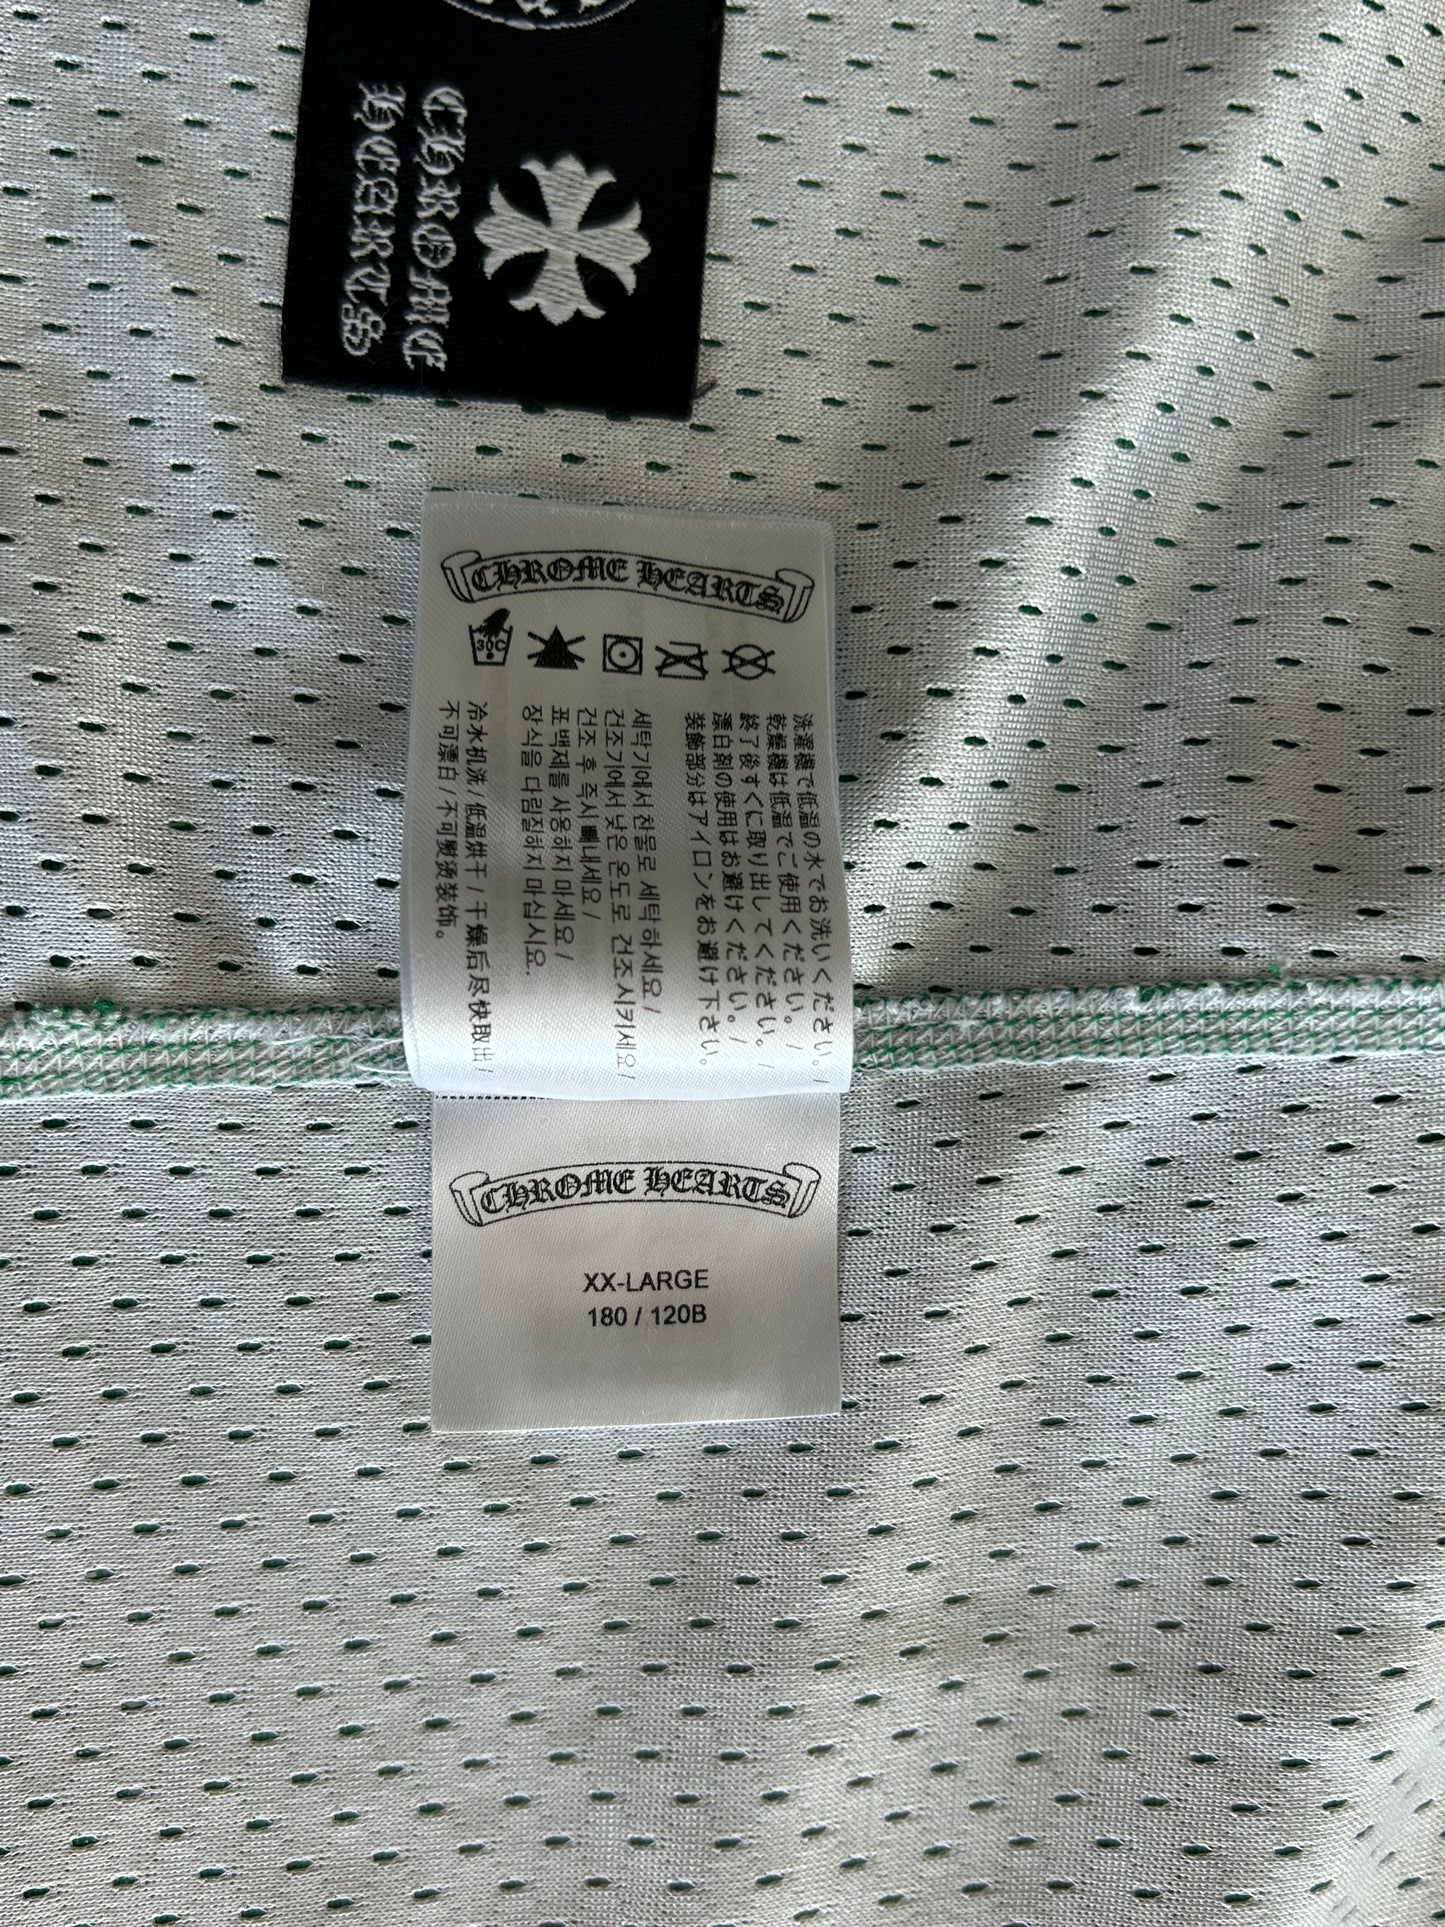 CHROME
HEARTS
CHROME HEARTS
30C
洗濯機で低温の水でお洗いください。/
乾燥機は低温でご使用ください。/
終了後すぐに取り出してください。/
漂白剤の使用はお避けください。/
装飾部分はアイロンをお避け下さい。
세탁기에서 찬물로 세탁하세요./
건조기에서 낮은 온도로 건조시키세요/
건조 후 즉시 빼내세요/
표백제를 사용하지 마세요/
장식을 다림질하지 마십시요.
冷水机洗/低温烘干/干燥后尽快取出/
不可漂白/不可熨烫装饰。
CHROME HEARTS
XX-LARGE
180 / 120B